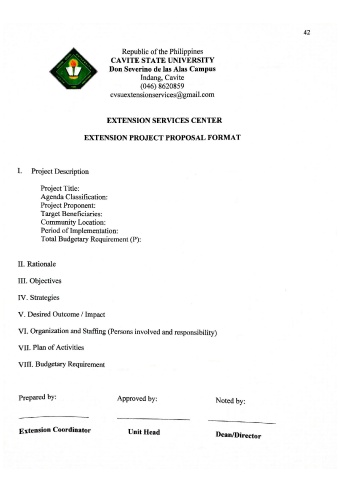 42
Republic of the Philippines
CAVITE STATE UNIVERSITY
Don Severino de las Alas Campus
Indang, Cavite
(046) 8620859
cvsuextensionservices@gmail.com
EXTENSION SERVICES CENTER
EXTENSION PROJECT PROPOSAL FORMAT
I. Project Description
Project Title:
Agenda Classification:
Project Proponent:
Target Beneficiaries:
Community Location:
Period of Implementation:
Total Budgetary Requirement (P):
II. Rationale
III. Objectives
IV. Strategies
V. Desired Outcome / Impact
VI. Organization and Staffing (Persons involved and responsibility)
VII. Plan of Activities
VIII. Budgetary Requirement
Prepared by: Approved by: Noted by:
Extension Coordinator Unit Head Dean/Director